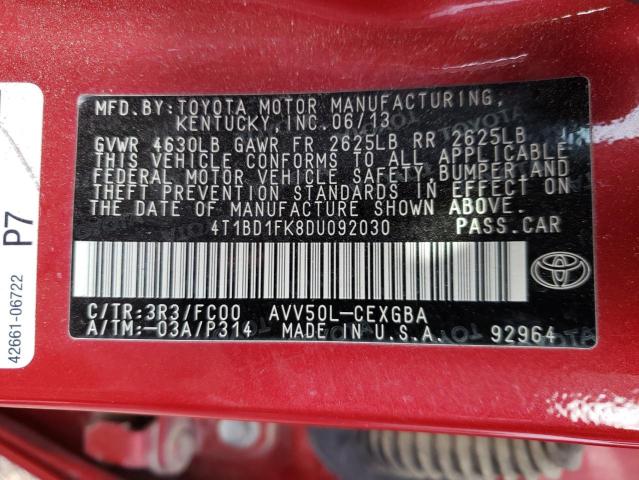 MFD.BY: TOYOTA MOTOR MANUFACTURING,
KENTUCKY, INC. 06/13
GVWR 4630LB GAWR FR 2625LB RR 2625LB
THIS VEHICLE CONFORMS TO ALL APPLICABLE
FEDERAL MOTOR VEHICLE SAFETY, BUMPER, AND
THEFT PREVENTION STANDARDS IN EFFECT ON
THE DATE OF MANUFACTURE SHOWN ABOVE.
4T1BD1FK8DU092030 PASS.CAR
C/TR:3R3/FC00 AVV50L-CEXGBA
A/TM:-03A/P314 MADE IN U.S.A. 92964
TOYOTA
42661-06722 P7